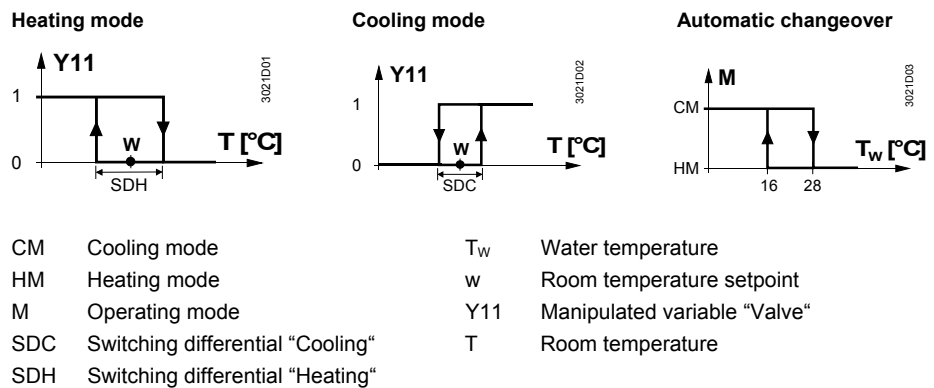 Heating mode
Cooling mode
Automatic changeover
Y11
1
0
w
T [°C]
SDH
3021D01
Y11
1
0
w
T [°C]
SDC
3021D02
M
CM
HM
16 28
Tw [°C]
3021D03
CM Cooling mode
HM Heating mode
M Operating mode
SDC Switching differential “Cooling“
SDH Switching differential “Heating“
Tw Water temperature
w Room temperature setpoint
Y11 Manipulated variable “Valve“
T Room temperature